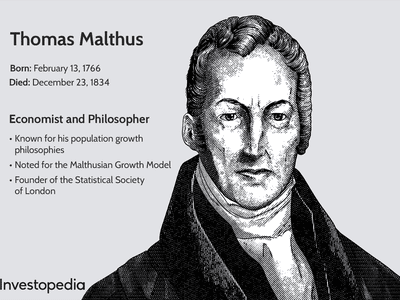 Thomas Malthus
Born: February 13, 1766
Died: December 23, 1834
Economist and Philosopher
• Known for his population growth
philosophies
• Noted for the Malthusian Growth Model
• Founder of the Statistical Society
of London
Investopedia